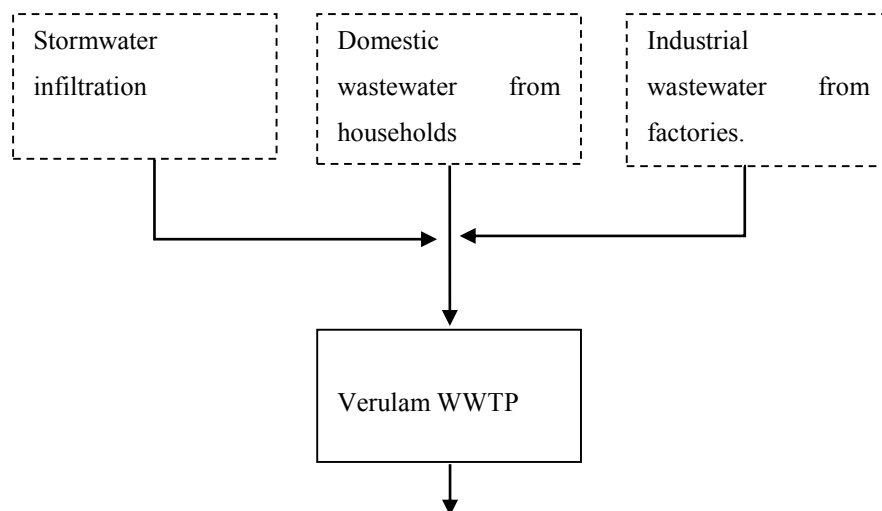 Stormwater
infiltration
Domestic
wastewater from
households
Industrial
wastewater from
factories.
Verulam WWTP